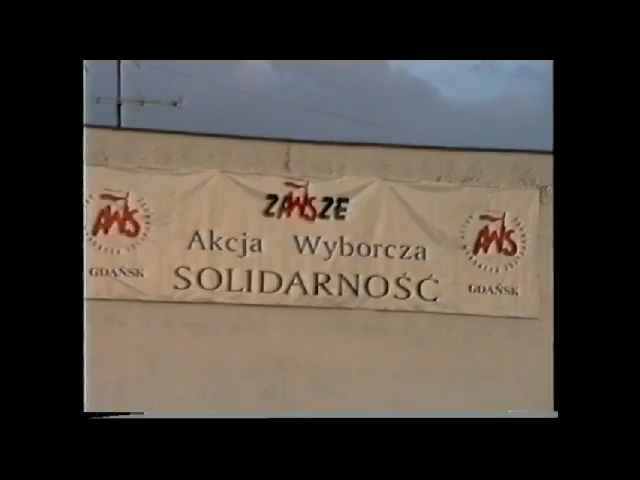 ZAWSZE
AWS
Akcja Wyborcza
AWS
SOLIDARNOŚĆ
GDAŃSK
GDAŃSK